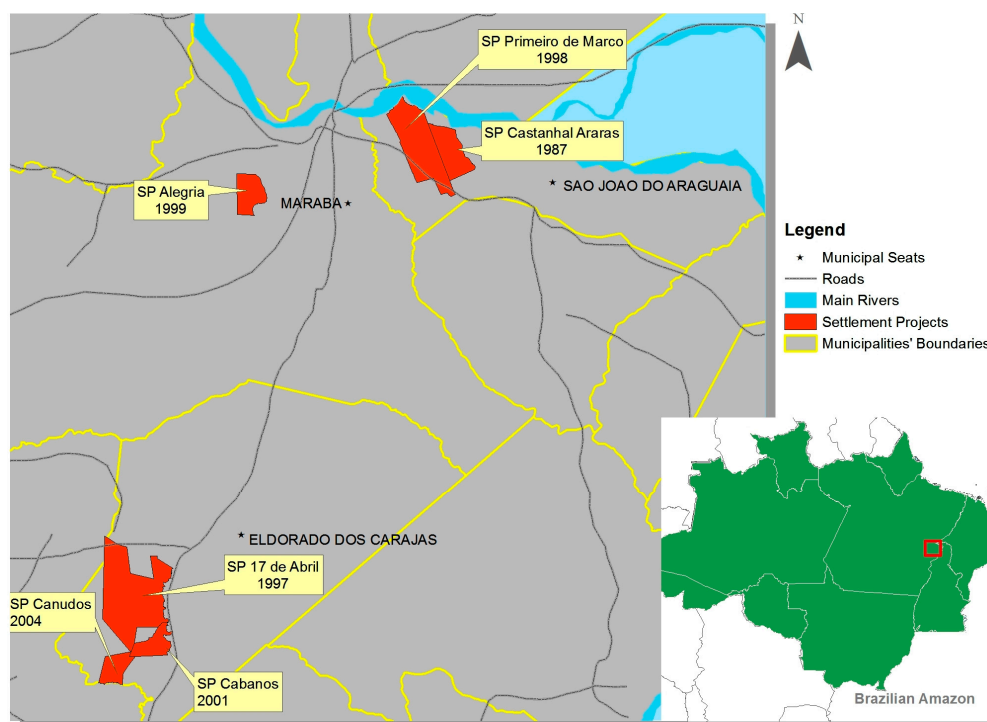 N
SP Primeiro de Marco
1998
SP Castanhal Araras
1987
SP Alegria
1999
MARABA
SAO JOAO DO ARAGUAIA
Legend
Municipal Seats
Roads
Main Rivers
Settlement Projects
Municipalities' Boundaries
ELDORADO DOS CARAJAS
SP 17 de Abril
1997
SP Canudos
2004
SP Cabanos
2001
Brazilian Amazon